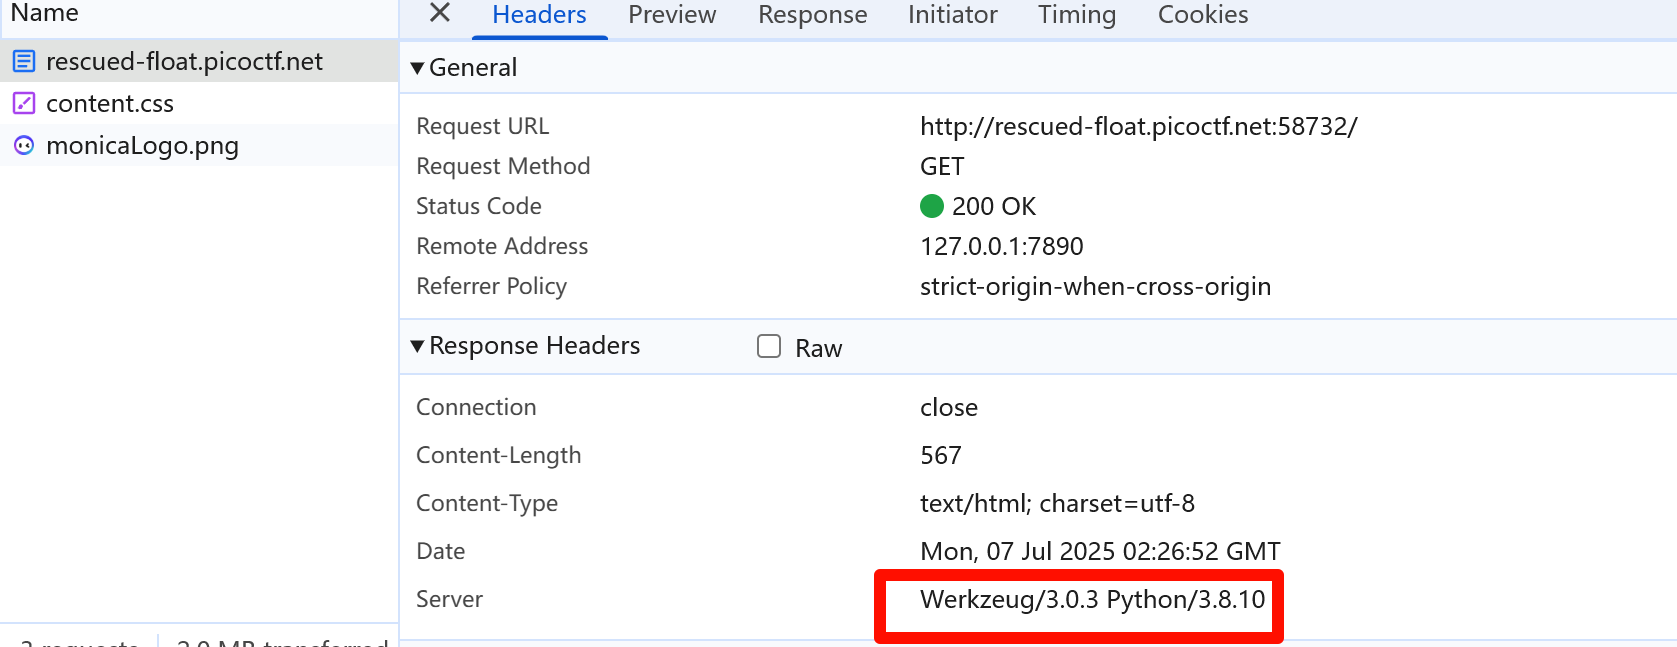 Name
Headers Preview Response Initiator Timing Cookies
rescued-float.picoctf.net
content.css
monicaLogo.png
General
Request URL http://rescued-float.picoctf.net:58732/
Request Method GET
Status Code 200 OK
Remote Address 127.0.0.1:7890
Referrer Policy strict-origin-when-cross-origin
Response Headers Raw
Connection close
Content-Length 567
Content-Type text/html; charset=utf-8
Date Mon, 07 Jul 2025 02:26:52 GMT
Server Werkzeug/3.0.3 Python/3.8.10
requests MB transferred